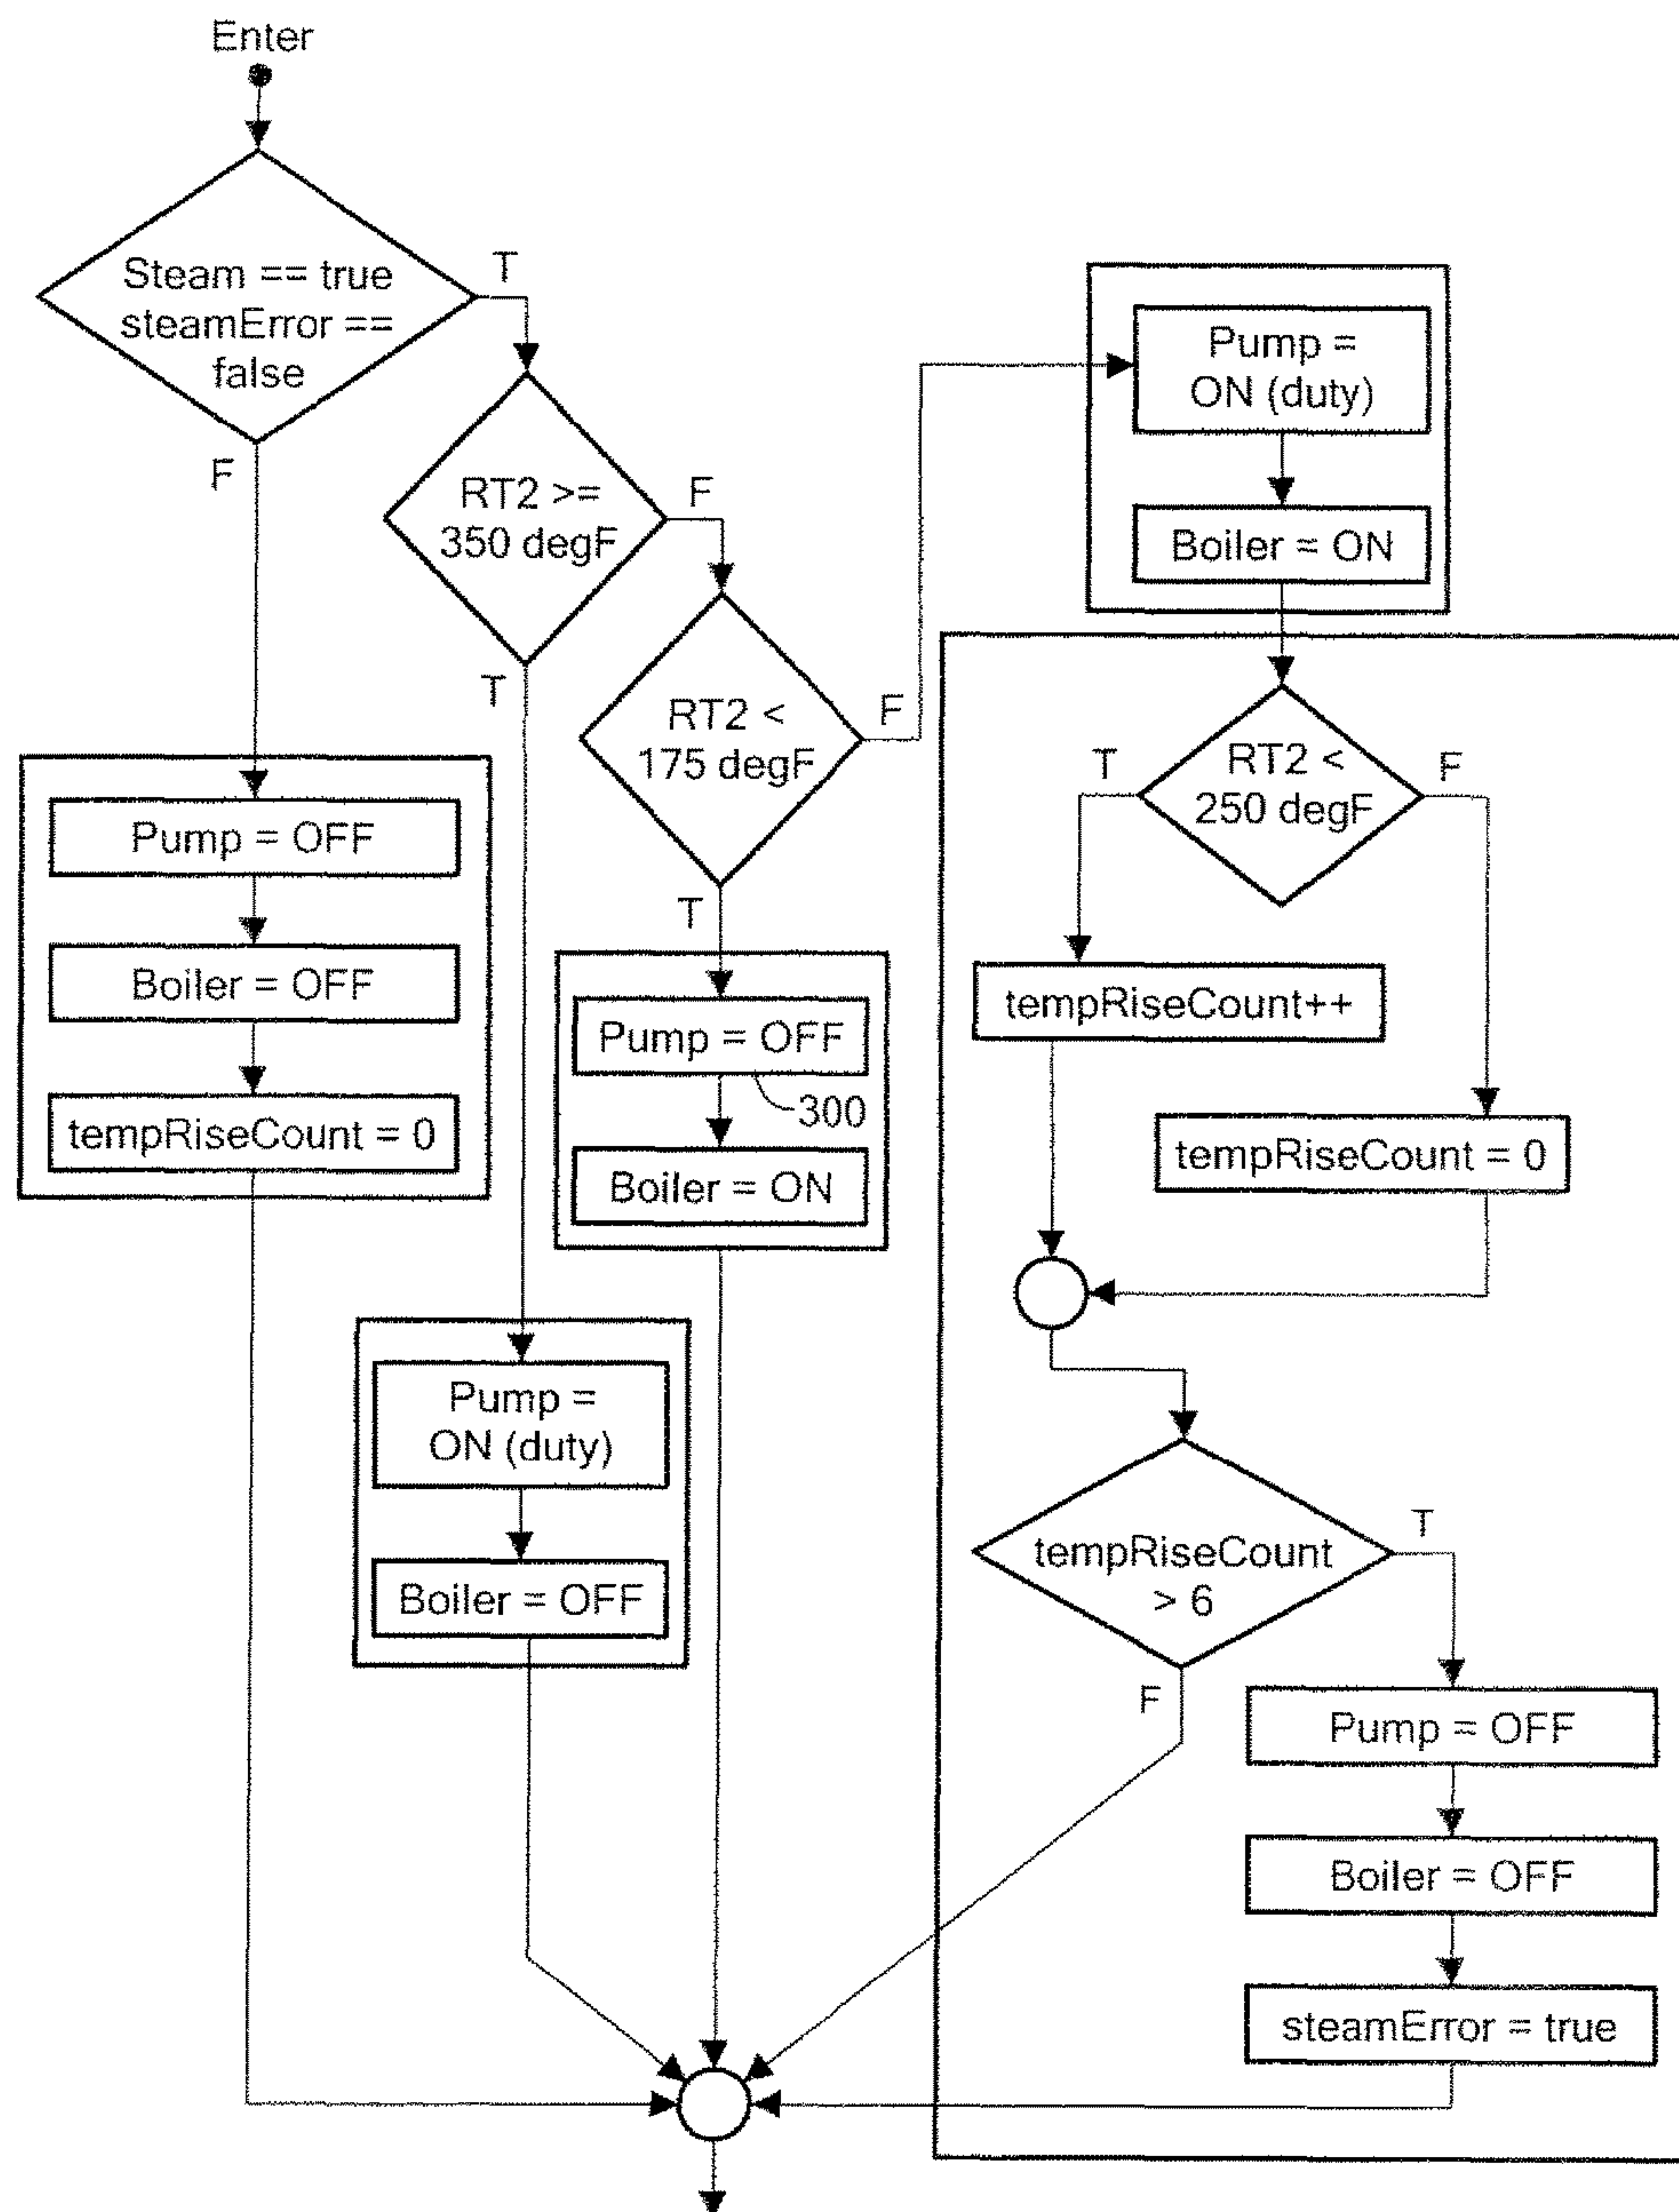 Enter
Steam == true
steamError ==
false
T
F
RT2 >=
350 degF
F
T
RT2 <
175 degF
F
T
Pump =
ON (duty)
Boiler = ON
RT2 <
250 degF
T
F
tempRiseCount++
tempRiseCount = 0
Pump = OFF
Boiler = OFF
tempRiseCount = 0
Pump = OFF
300
Boiler = ON
Pump =
ON (duty)
Boiler = OFF
tempRiseCount
> 6
T
F
Pump = OFF
Boiler = OFF
steamError = true